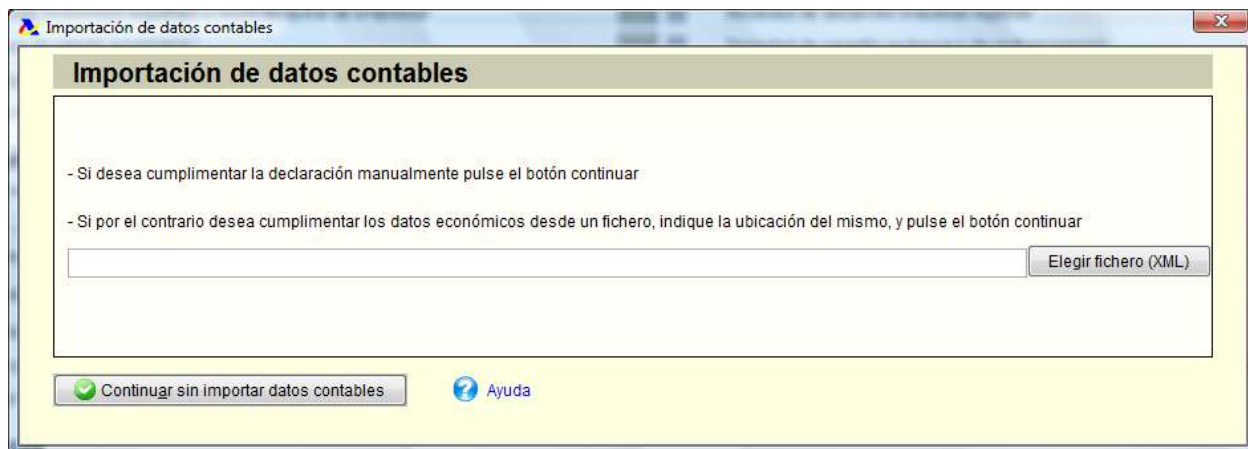 Importación de datos contables
Importación de datos contables
- Si desea cumplimentar la declaración manualmente pulse el botón continuar
- Si por el contrario desea cumplimentar los datos económicos desde un fichero, indique la ubicación del mismo, y pulse el botón continuar
Elegir fichero (XML)
Continuar sin importar datos contables
Ayuda